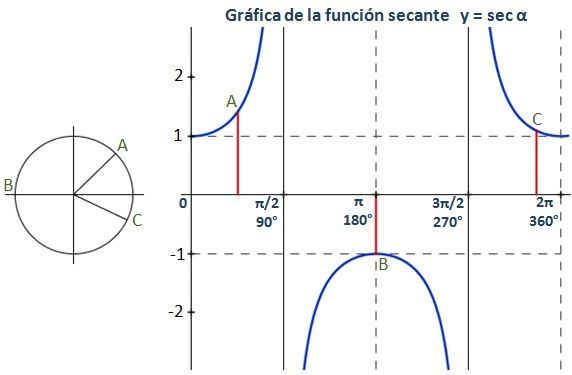 Gráfica de la función secante y = sec α
2
A
C
1
A
B
C
0
π/2
90°
π
180°
3π/2
270°
2π
360°
-1
B
-2